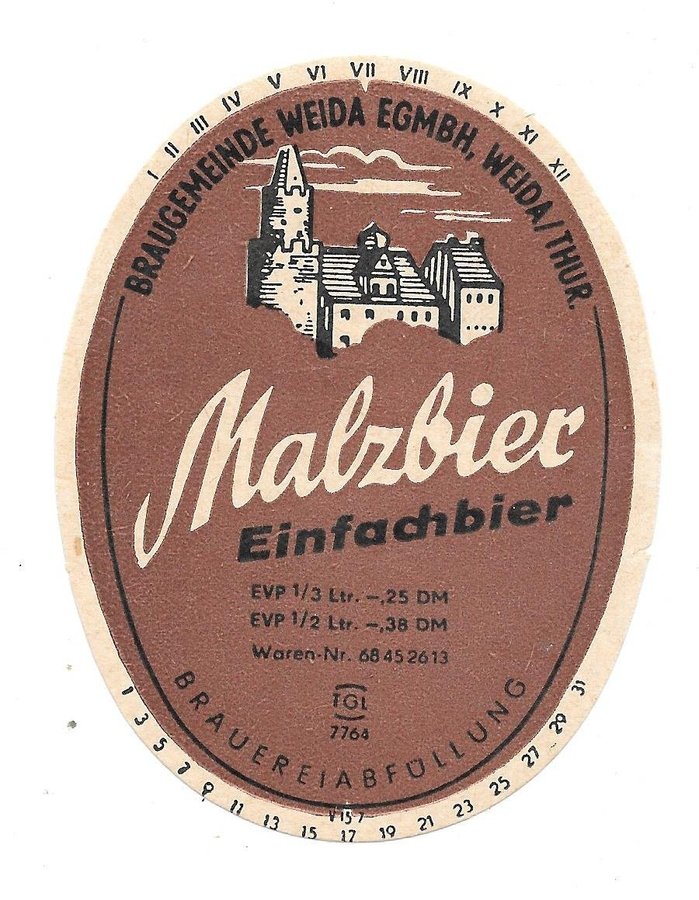 I II III IV V VI VII VIII IX X XI XII
BRAUGEMEINDE WEIDA EGMBH, WEIDA/THUR.
Malzbier
Einfachbier
EVP 1/3 Ltr. –,25 DM
EVP 1/2 Ltr. –,38 DM
Waren-Nr. 68 45 26 13
TGL
7764
BRAUEREIABFÜLLUNG
V 15 7
1 3 5 7 9 11 13 15 17 19 21 23 25 27 29 31